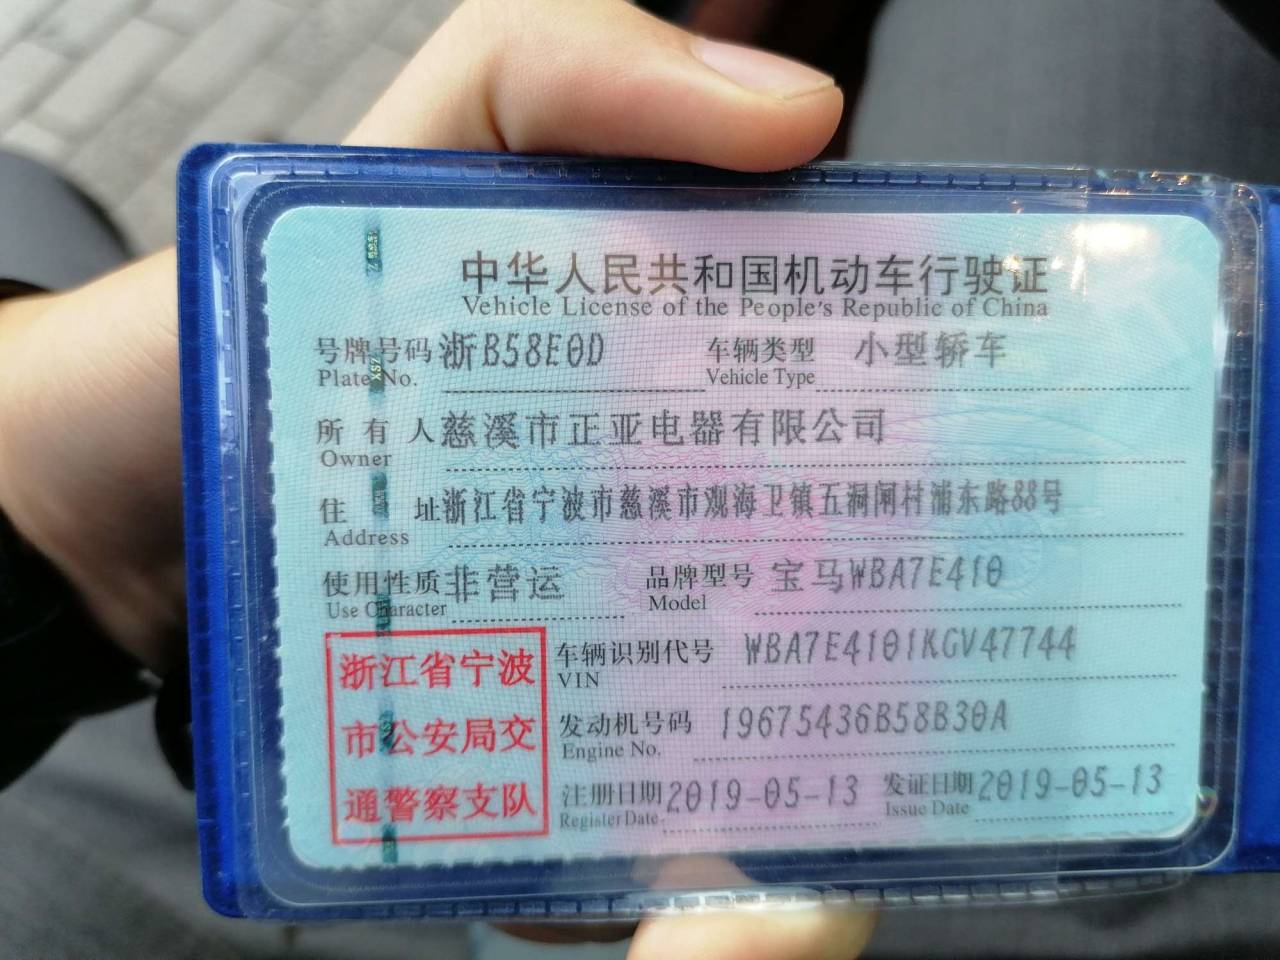 中华人民共和国机动车行驶证
Vehicle License of the People's Republic of China
号牌号码 浙B58E0D 车辆类型 小型轿车
Plate No. Vehicle Type
所有人 慈溪市正亚电器有限公司
Owner
住址 浙江省宁波市慈溪市观海卫镇五洞闸村浦东路88号
Address
使用性质 非营运 品牌型号 宝马WBA7E410
Use Character Model
浙江省宁波
市公安局交
通警察支队
车辆识别代号 WBA7E4101KGV47744
VIN
发动机号码 19675436B58B30A
Engine No.
注册日期 2019-05-13 发证日期 2019-05-13
Register Date Issue Date